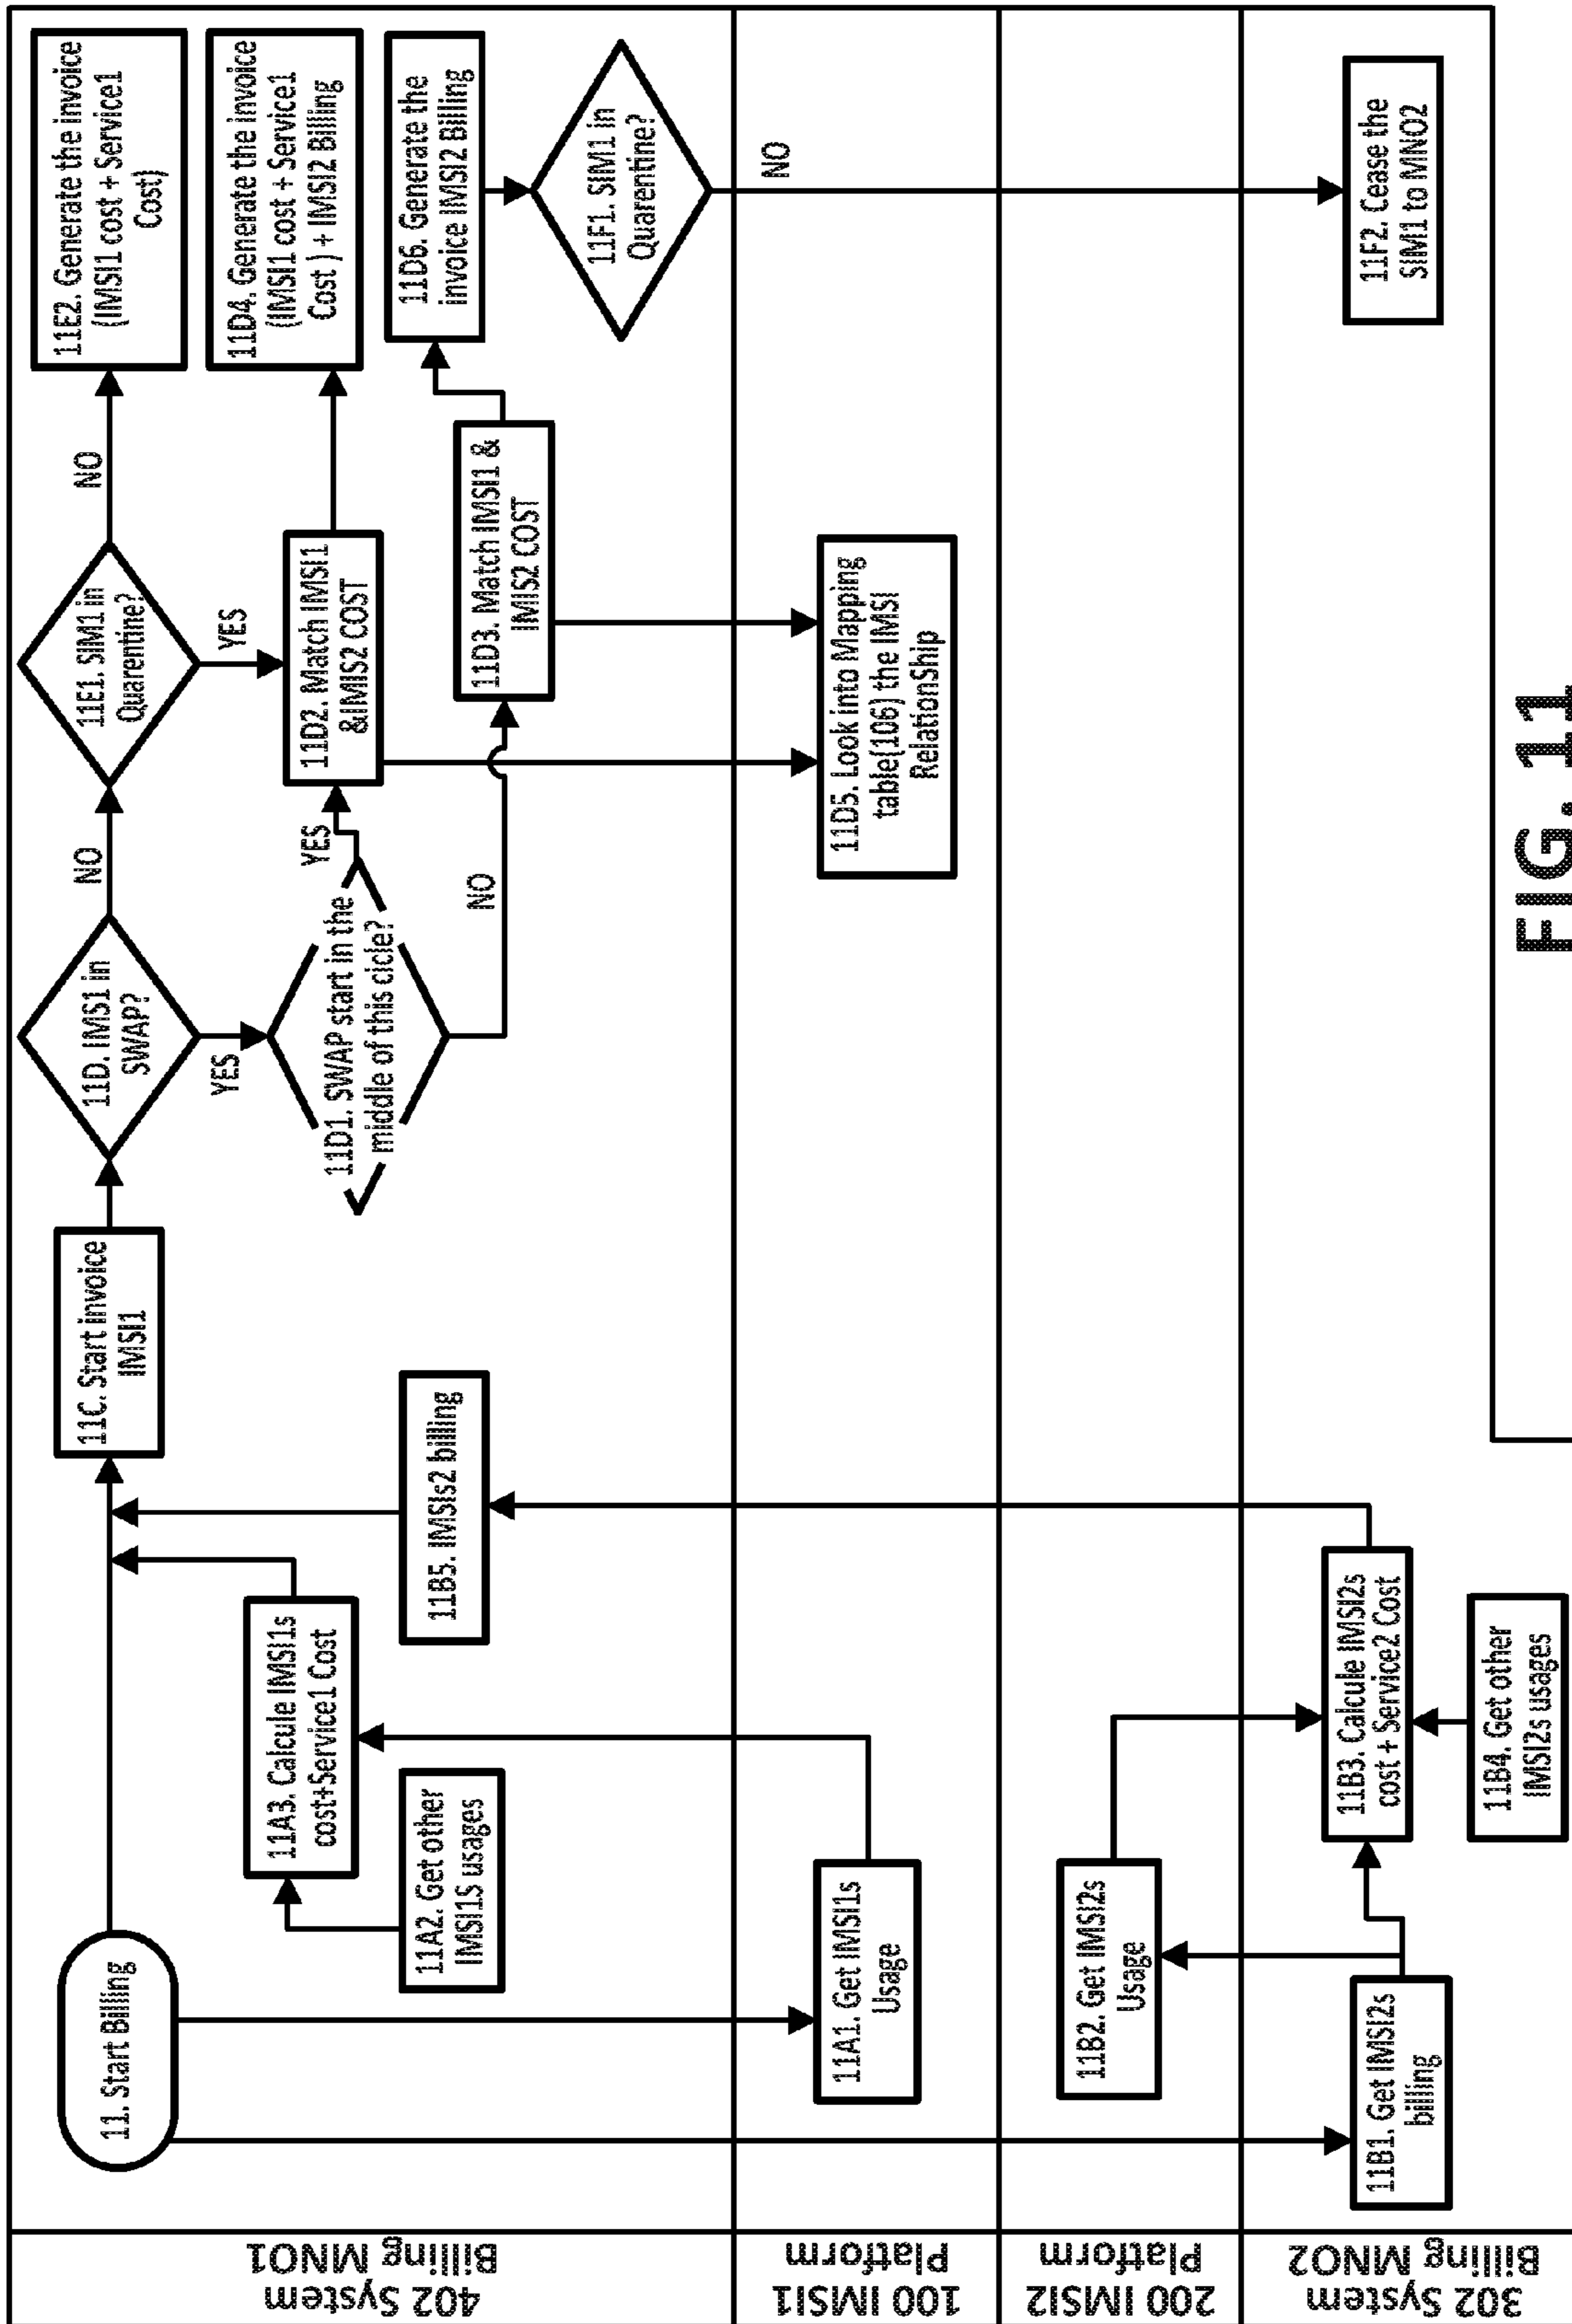 402 System
Billing MNO1
100 IMSI1
Platform
200 IMSI2
Platform
302 System
Billing MNO2
11. Start Billing
11A2. Get other
IMSI1S usages
11A3. Calcule IMSI1s
cost+Service1 Cost
11B5. IMSIs2 billing
11C. Start invoice
IMSI1
11D. IMS1 in
SWAP?
NO
YES
11D1. SWAP start in the
middle of this cicle?
YES
NO
11E1. SIM1 in
Quarentine?
NO
YES
11D2. Match IMSI1
&IMIS2 COST
11D3. Match IMSI1 &
IMIS2 COST
11E2. Generate the invoice
(IMSI1 cost + Service1
Cost)
11D4. Generate the invoice
(IMSI1 cost + Service1
Cost ) + IMSI2 Billing
11D6. Generate the
invoice IMSI2 Billing
11F1. SIM1 in
Quarentine?
NO
11A1. Get IMSI1s
Usage
11D5. Look into Mapping
table(106) the IMSI
RelationShip
11B2. Get IMSI2s
Usage
11B1. Get IMSI2s
billing
11B3. Calcule IMSI2s
cost + Service2 Cost
11B4. Get other
IMSI2s usages
11F2. Cease the
SIM1 to MNO2
FIG. 11